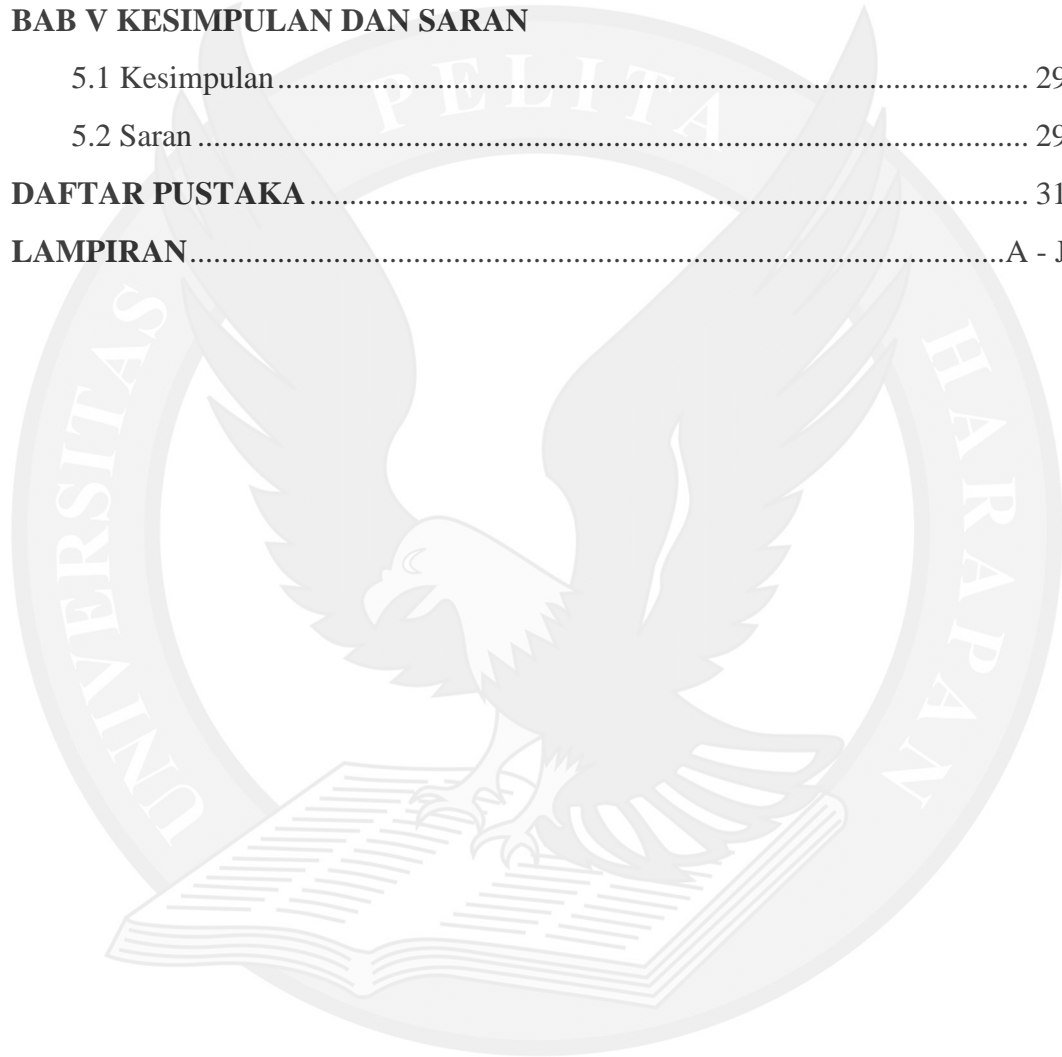 BAB V KESIMPULAN DAN SARAN
5.1 Kesimpulan................................................................................................ 29
5.2 Saran .......................................................................................................... 29
DAFTAR PUSTAKA ............................................................................................ 31
LAMPIRAN........................................................................................................A - J
UNIVERSITAS PELITA HARAPAN